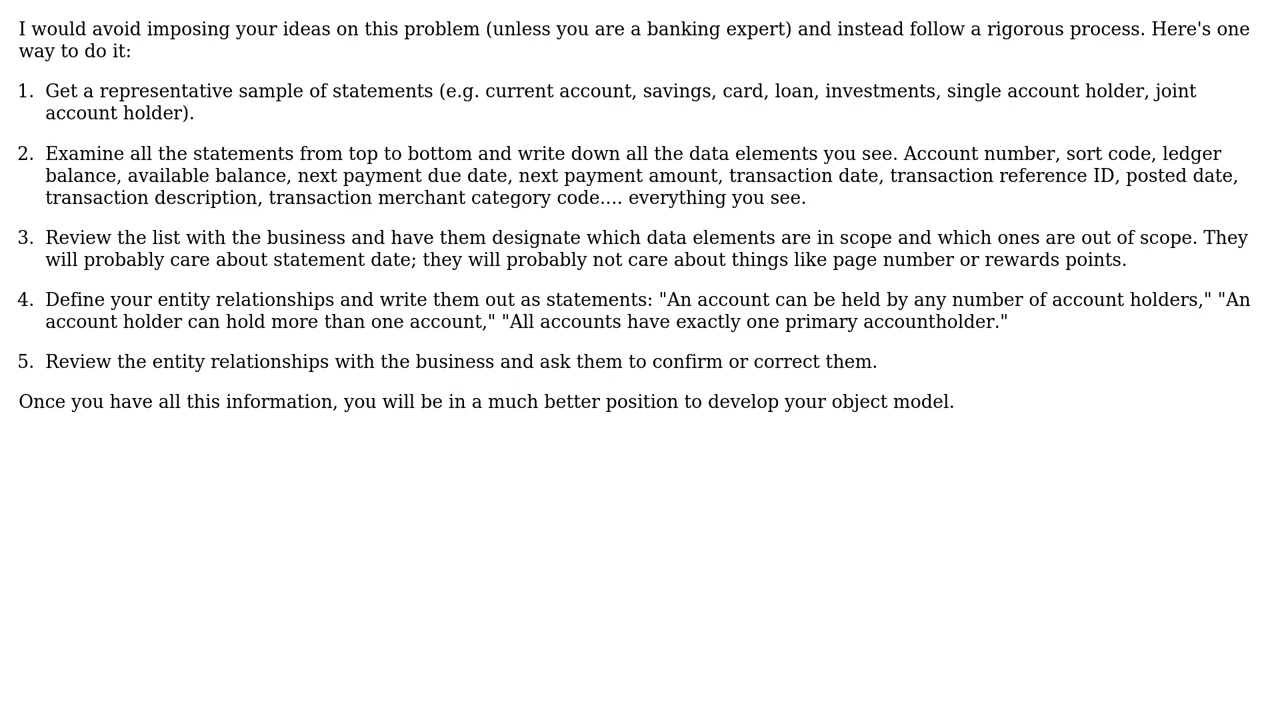 I would avoid imposing your ideas on this problem (unless you are a banking expert) and instead follow a rigorous process. Here's one
way to do it:
1. Get a representative sample of statements (e.g. current account, savings, card, loan, investments, single account holder, joint
account holder).
2. Examine all the statements from top to bottom and write down all the data elements you see. Account number, sort code, ledger
balance, available balance, next payment due date, next payment amount, transaction date, transaction reference ID, posted date,
transaction description, transaction merchant category code.... everything you see.
3. Review the list with the business and have them designate which data elements are in scope and which ones are out of scope. They
will probably care about statement date; they will probably not care about things like page number or rewards points.
4. Define your entity relationships and write them out as statements: "An account can be held by any number of account holders," "An
account holder can hold more than one account," "All accounts have exactly one primary accountholder."
5. Review the entity relationships with the business and ask them to confirm or correct them.
Once you have all this information, you will be in a much better position to develop your object model.